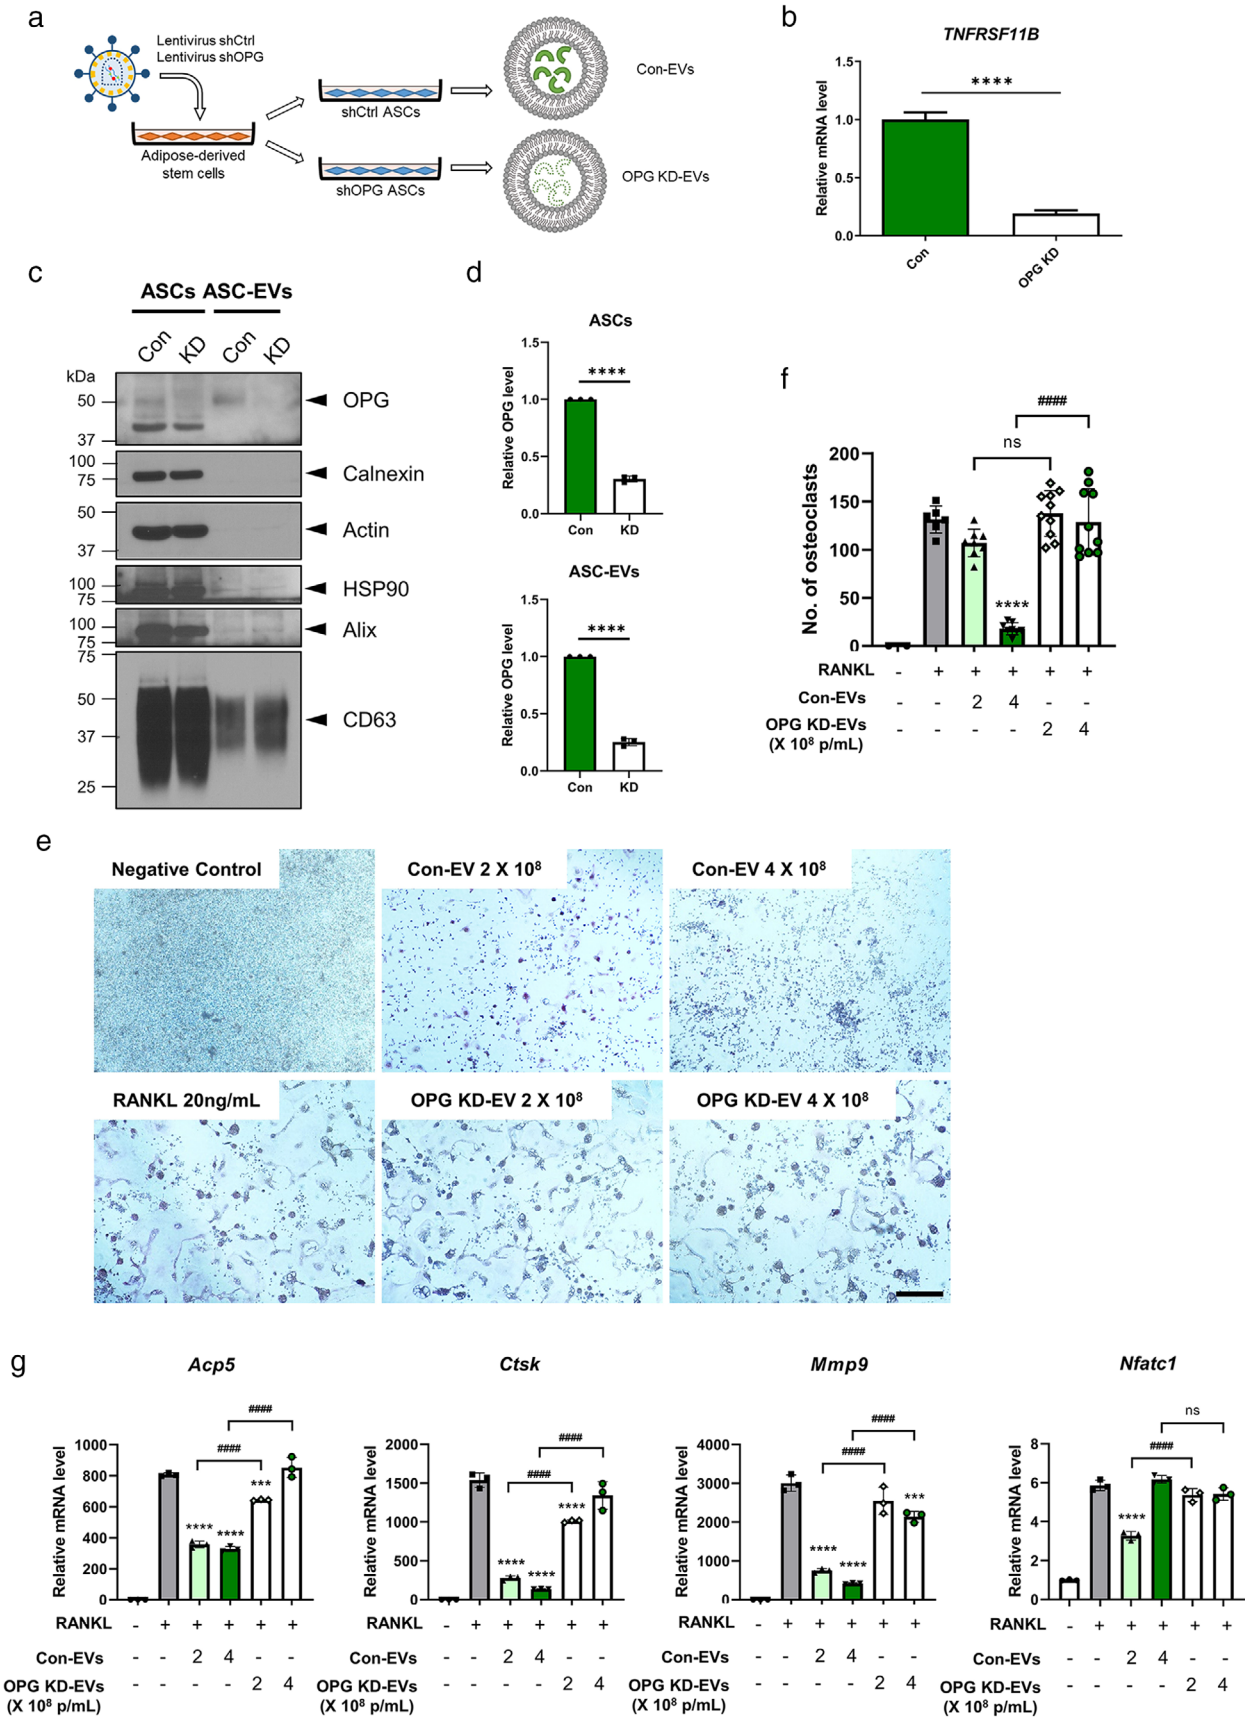 a
Lentivirus shCtrl
Lentivirus shOPG
Adipose-derived
stem cells
shCtrl ASCs
shOPG ASCs
Con-EVs
OPG KD-EVs
b
TNFRSF11B
Relative mRNA level
1.5
1.0
0.5
0.0
****
Con
OPG KD
c
ASCs ASC-EVs
Con KD Con KD
kDa
50
37
OPG
100
75
Calnexin
50
37
Actin
100
75
HSP90
100
75
Alix
75
50
37
25
CD63
d
ASCs
Relative OPG level
1.5
1.0
0.5
0.0
****
Con KD
ASC-EVs
Relative OPG level
1.5
1.0
0.5
0.0
****
Con KD
f
No. of osteoclasts
200
150
100
50
0
####
ns
****
RANKL - + + + + +
Con-EVs - - 2 4 - -
OPG KD-EVs - - - - 2 4
(X 10⁸ p/mL)
e
Negative Control
Con-EV 2 X 10⁸
Con-EV 4 X 10⁸
RANKL 20ng/mL
OPG KD-EV 2 X 10⁸
OPG KD-EV 4 X 10⁸
g
Acp5
Relative mRNA level
1000
800
600
400
200
0
####
####
***
**** ****
RANKL - + + + + +
Con-EVs - - 2 4 - -
OPG KD-EVs - - - - 2 4
(X 10⁸ p/mL)
Ctsk
Relative mRNA level
2000
1500
1000
500
0
####
####
****
**** ****
RANKL - + + + + +
Con-EVs - - 2 4 - -
OPG KD-EVs - - - - 2 4
(X 10⁸ p/mL)
Mmp9
Relative mRNA level
4000
3000
2000
1000
0
####
####
***
**** ****
RANKL - + + + + +
Con-EVs - - 2 4 - -
OPG KD-EVs - - - - 2 4
(X 10⁸ p/mL)
Nfatc1
Relative mRNA level
8
6
4
2
0
ns
####
****
RANKL - + + + + +
Con-EVs - - 2 4 - -
OPG KD-EVs - - - - 2 4
(X 10⁸ p/mL)